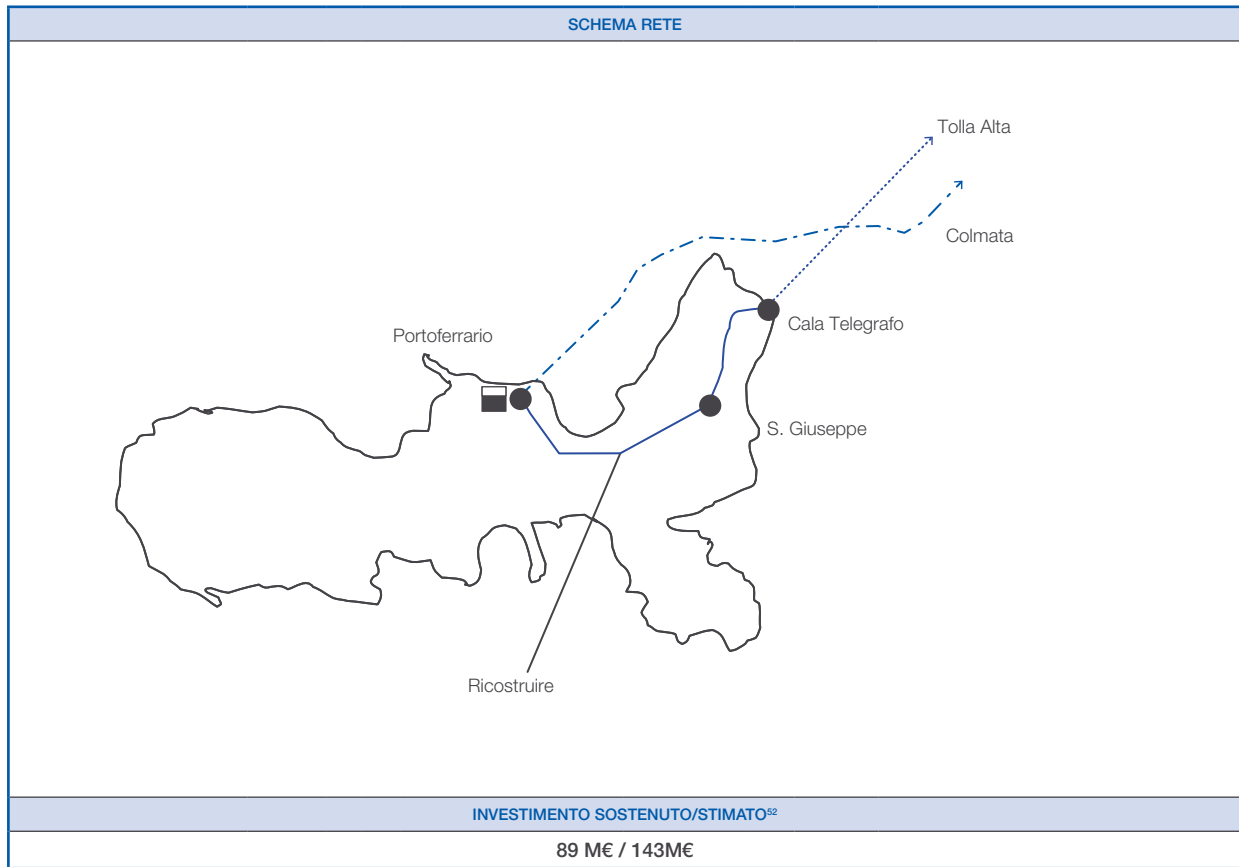 SCHEMA RETE
Tolla Alta
Colmata
Cala Telegrafo
Portoferrario
S. Giuseppe
Ricostruire
INVESTIMENTO SOSTENUTO/STIMATO⁵²
89 M€ / 143M€